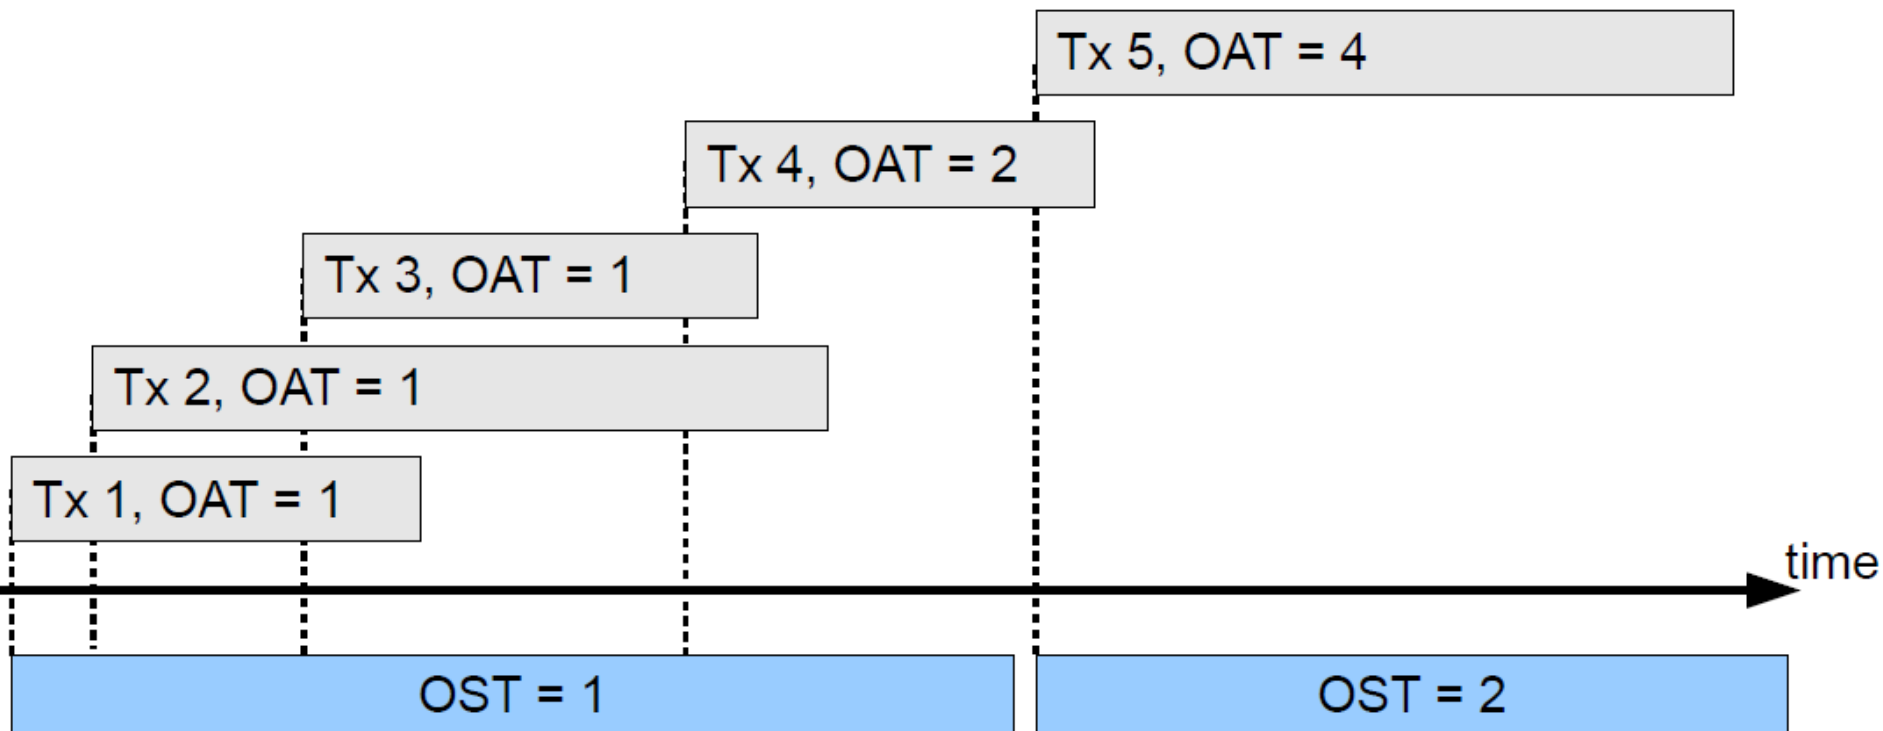 Tx 5, OAT = 4
Tx 4, OAT = 2
Tx 3, OAT = 1
Tx 2, OAT = 1
Tx 1, OAT = 1
time
OST = 1
OST = 2